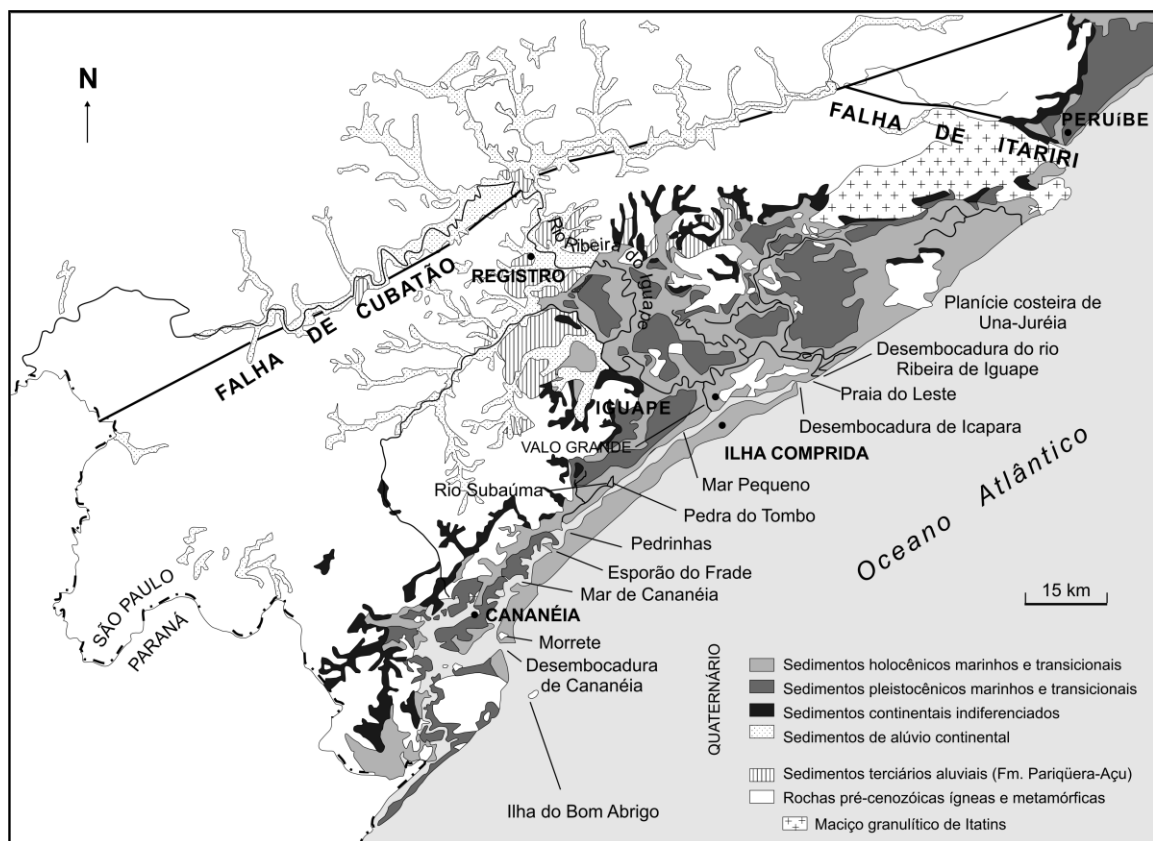 N
FALHA DE ITARIRI
PERUíBE
FALHA DE CUBATÃO
Rio Ribeira do Iguape
REGISTRO
Planície costeira de
Una-Juréia
Desembocadura do rio
Ribeira de Iguape
Praia do Leste
Desembocadura de Icapara
IGUAPE
VALO GRANDE
ILHA COMPRIDA
Mar Pequeno
Rio Subaúma
Pedra do Tombo
Pedrinhas
Esporão do Frade
Mar de Cananéia
CANANÉIA
Morrete
Desembocadura
de Cananéia
Ilha do Bom Abrigo
Oceano Atlântico
15 km
SÃO PAULO
PARANÁ
QUATERNÁRIO
Sedimentos holocênicos marinhos e transicionais
Sedimentos pleistocênicos marinhos e transicionais
Sedimentos continentais indiferenciados
Sedimentos de alúvio continental
Sedimentos terciários aluviais (Fm. Pariqüera-Açu)
Rochas pré-cenozóicas ígneas e metamórficas
Maciço granulítico de Itatins